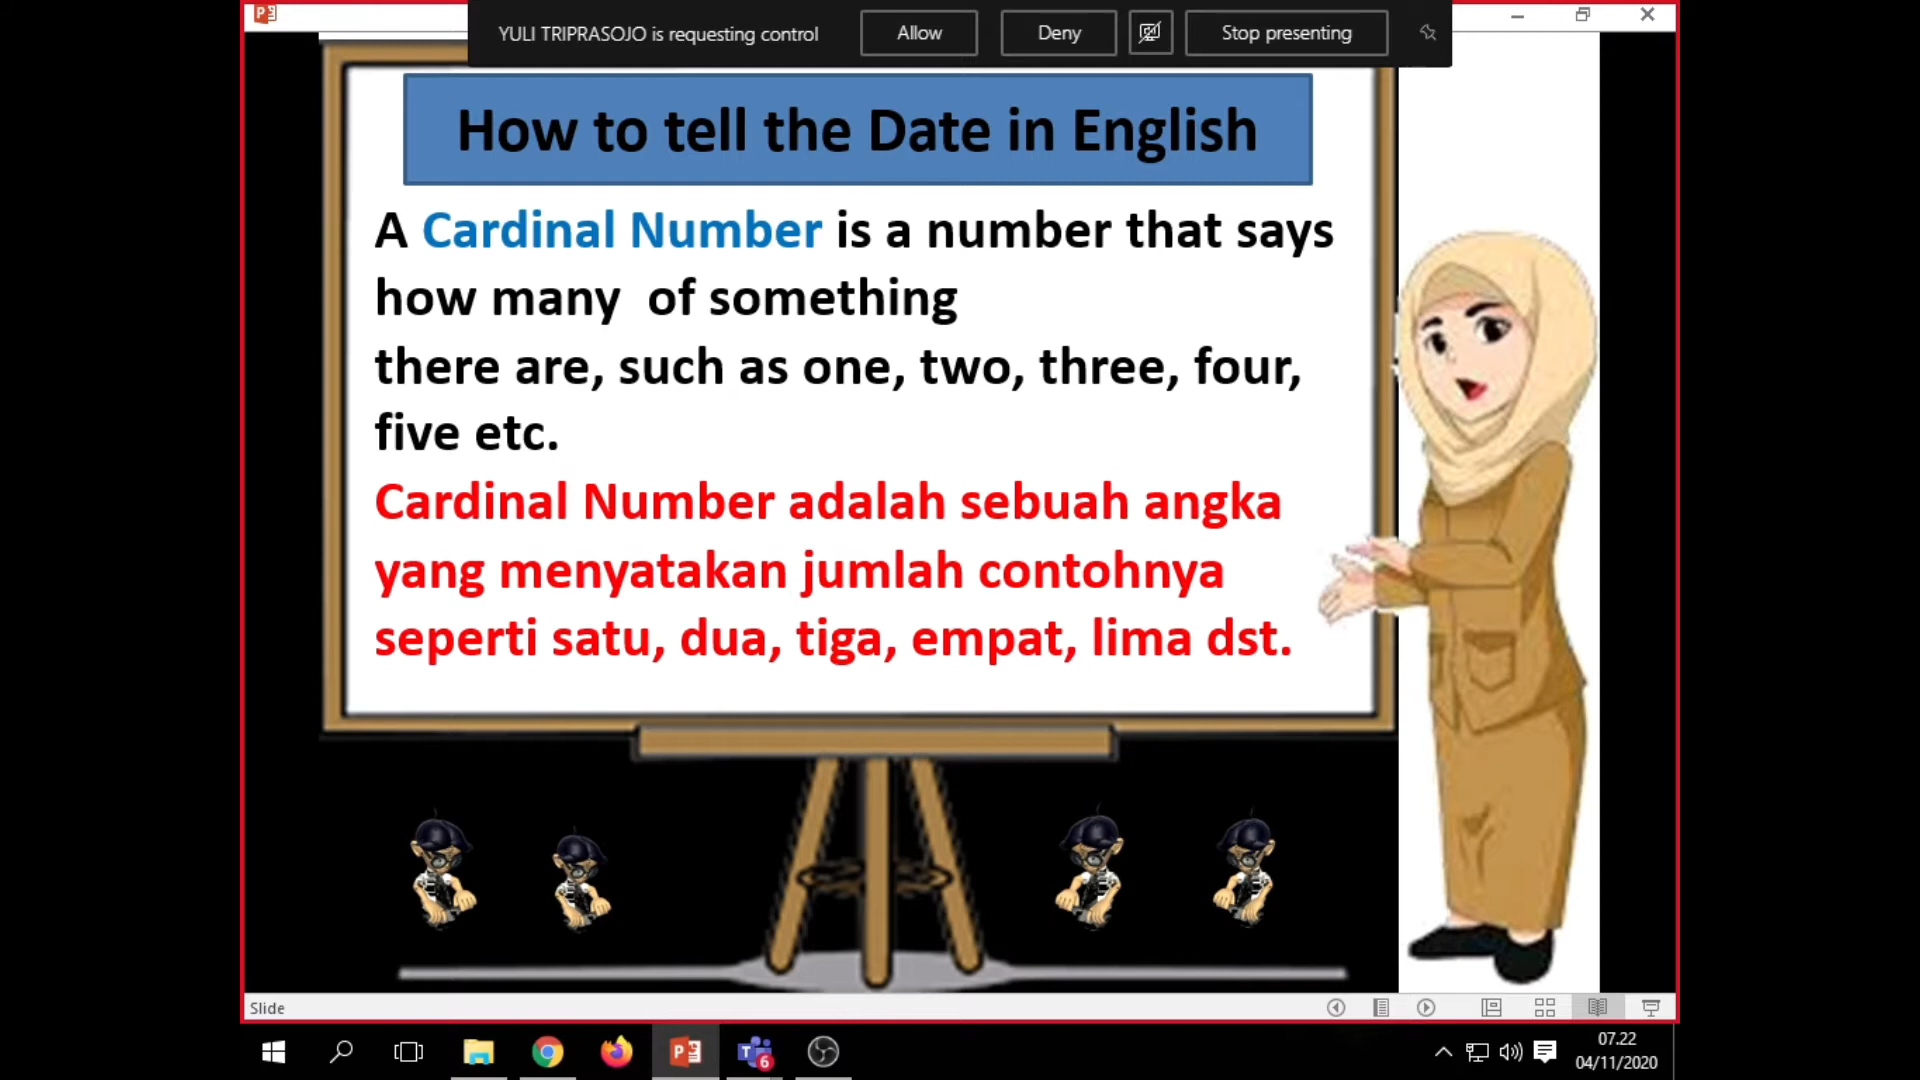 YULI TRIPRASOJO is requesting control
Allow
Deny
Stop presenting
How to tell the Date in English
A Cardinal Number is a number that says
how many of something
there are, such as one, two, three, four,
five etc.
Cardinal Number adalah sebuah angka
yang menyatakan jumlah contohnya
seperti satu, dua, tiga, empat, lima dst.
Slide
6
07.22
04/11/2020